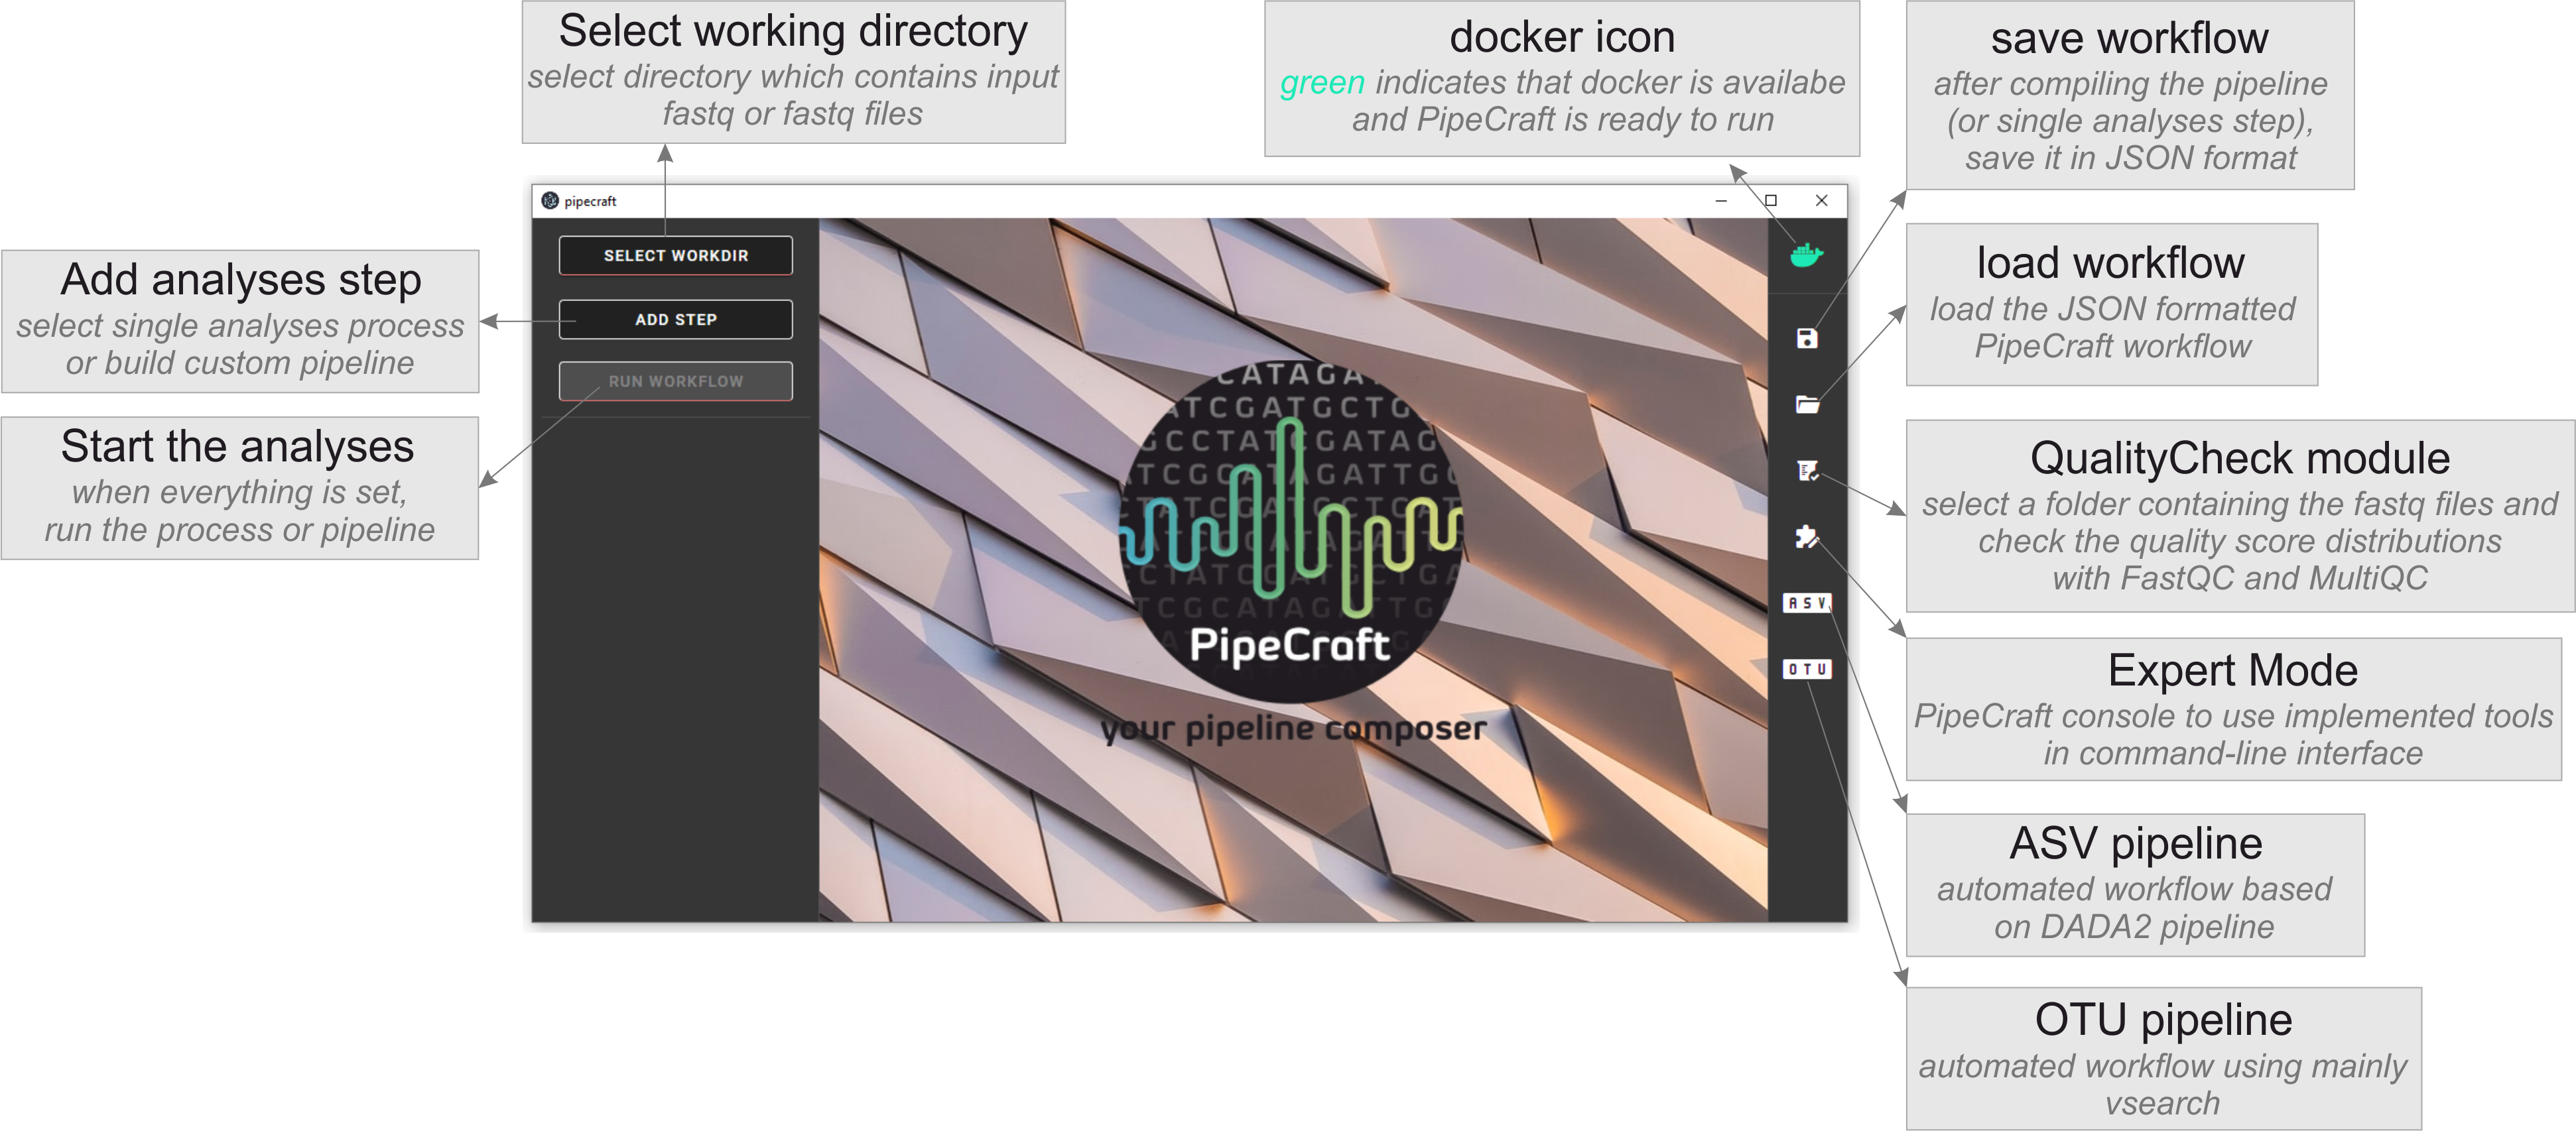 Select working directory
select directory which contains input
fastq or fastq files
docker icon
green indicates that docker is availabe
and PipeCraft is ready to run
save workflow
after compiling the pipeline
(or single analyses step),
save it in JSON format
pipecraft
SELECT WORKDIR
ADD STEP
RUN WORKFLOW
Add analyses step
select single analyses process
or build custom pipeline
Start the analyses
when everything is set,
run the process or pipeline
PipeCraft
your pipeline composer
ASV
OTU
load workflow
load the JSON formatted
PipeCraft workflow
QualityCheck module
select a folder containing the fastq files and
check the quality score distributions
with FastQC and MultiQC
Expert Mode
PipeCraft console to use implemented tools
in command-line interface
ASV pipeline
automated workflow based
on DADA2 pipeline
OTU pipeline
automated workflow using mainly
vsearch